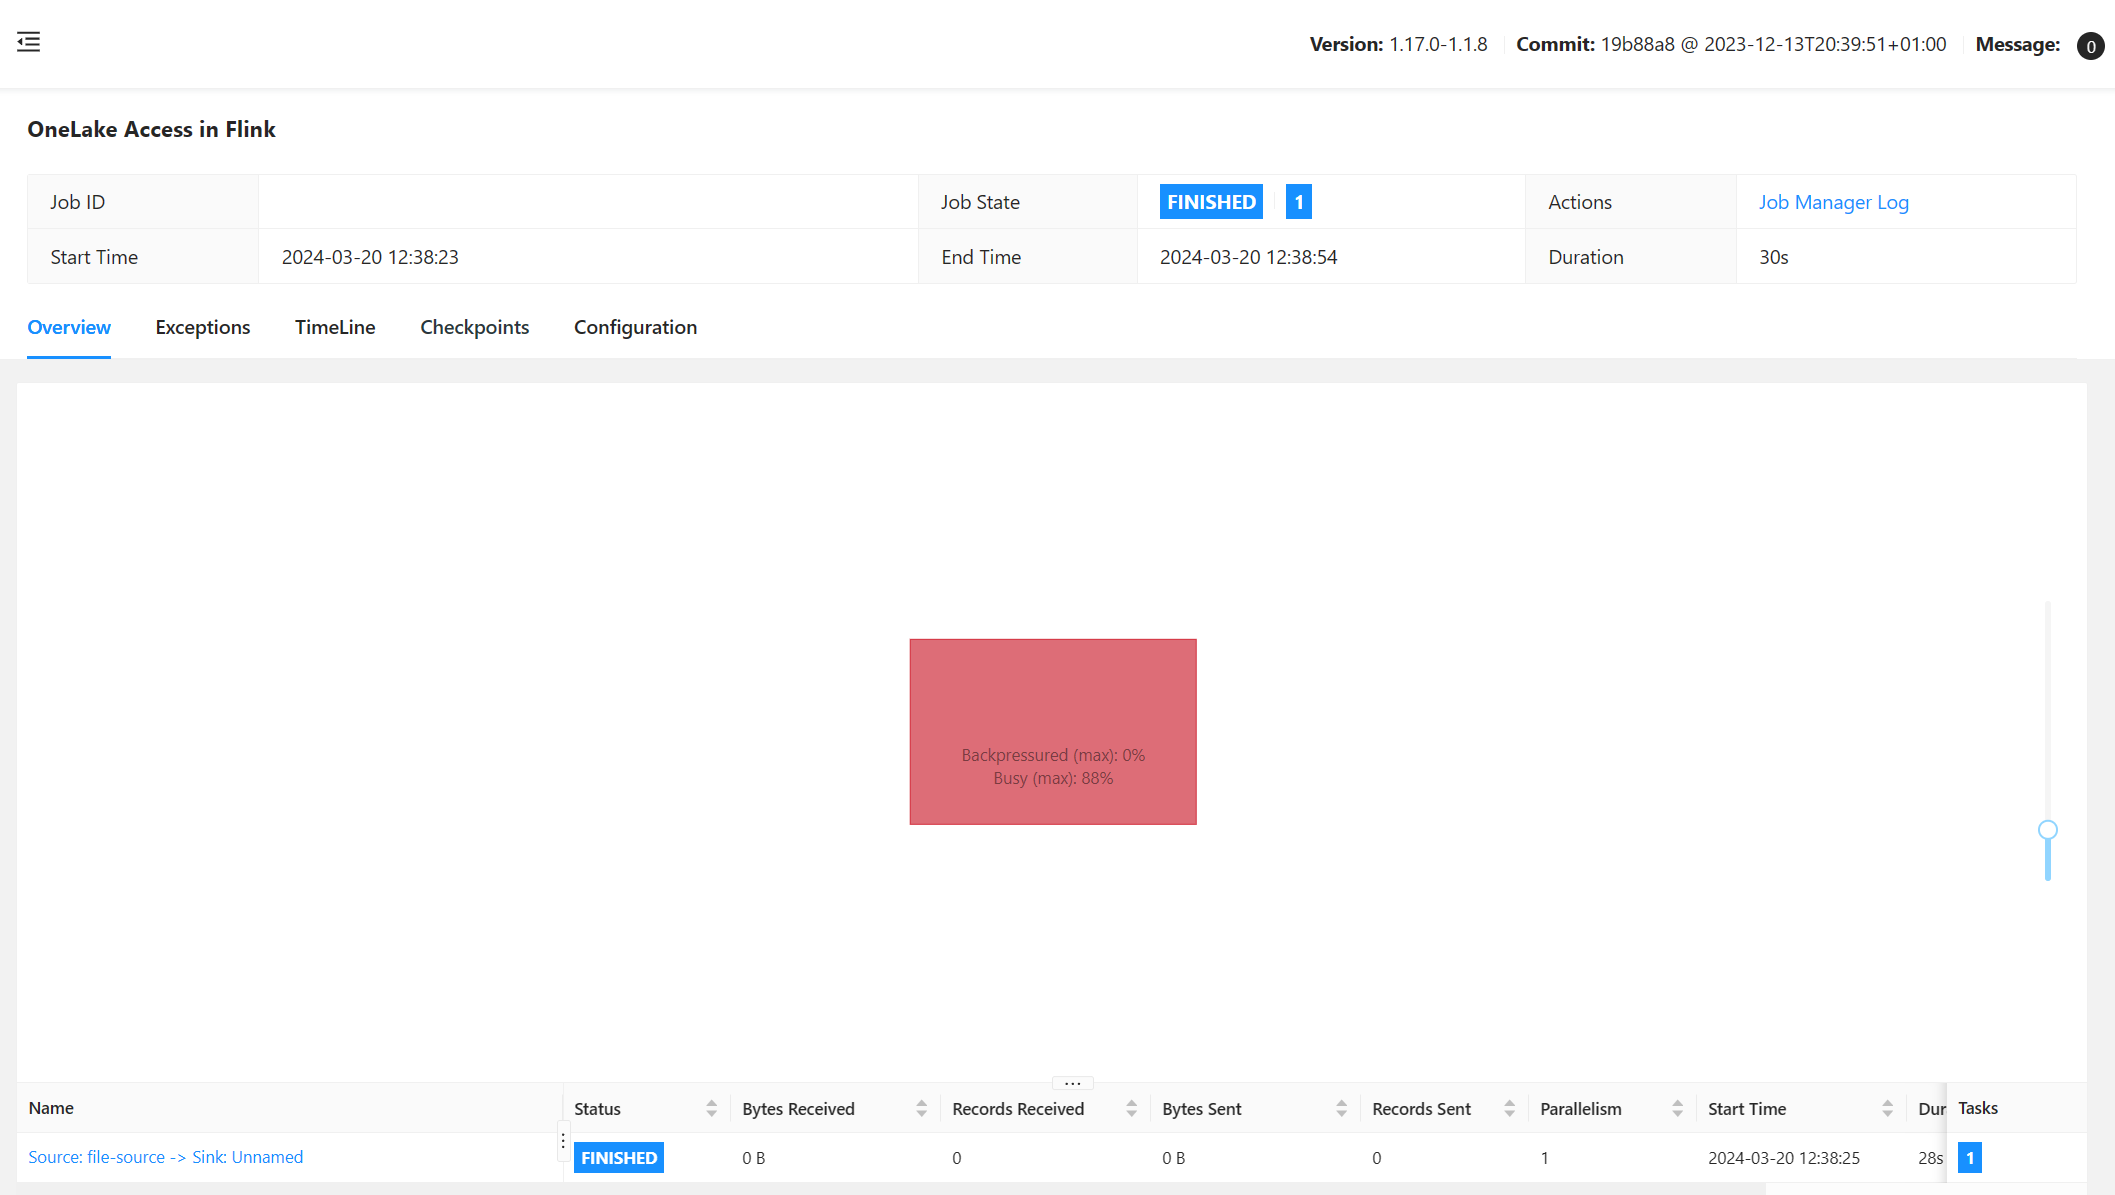 Version: 1.17.0-1.1.8 Commit: 19b88a8 @ 2023-12-13T20:39:51+01:00 Message: 0
OneLake Access in Flink
Job ID Job State FINISHED 1 Actions Job Manager Log
Start Time 2024-03-20 12:38:23 End Time 2024-03-20 12:38:54 Duration 30s
Overview Exceptions TimeLine Checkpoints Configuration
Backpressured (max): 0%
Busy (max): 88%
Name Status Bytes Received Records Received Bytes Sent Records Sent Parallelism Start Time Dur Tasks
Source: file-source -> Sink: Unnamed FINISHED 0 B 0 0 B 0 1 2024-03-20 12:38:25 28s 1